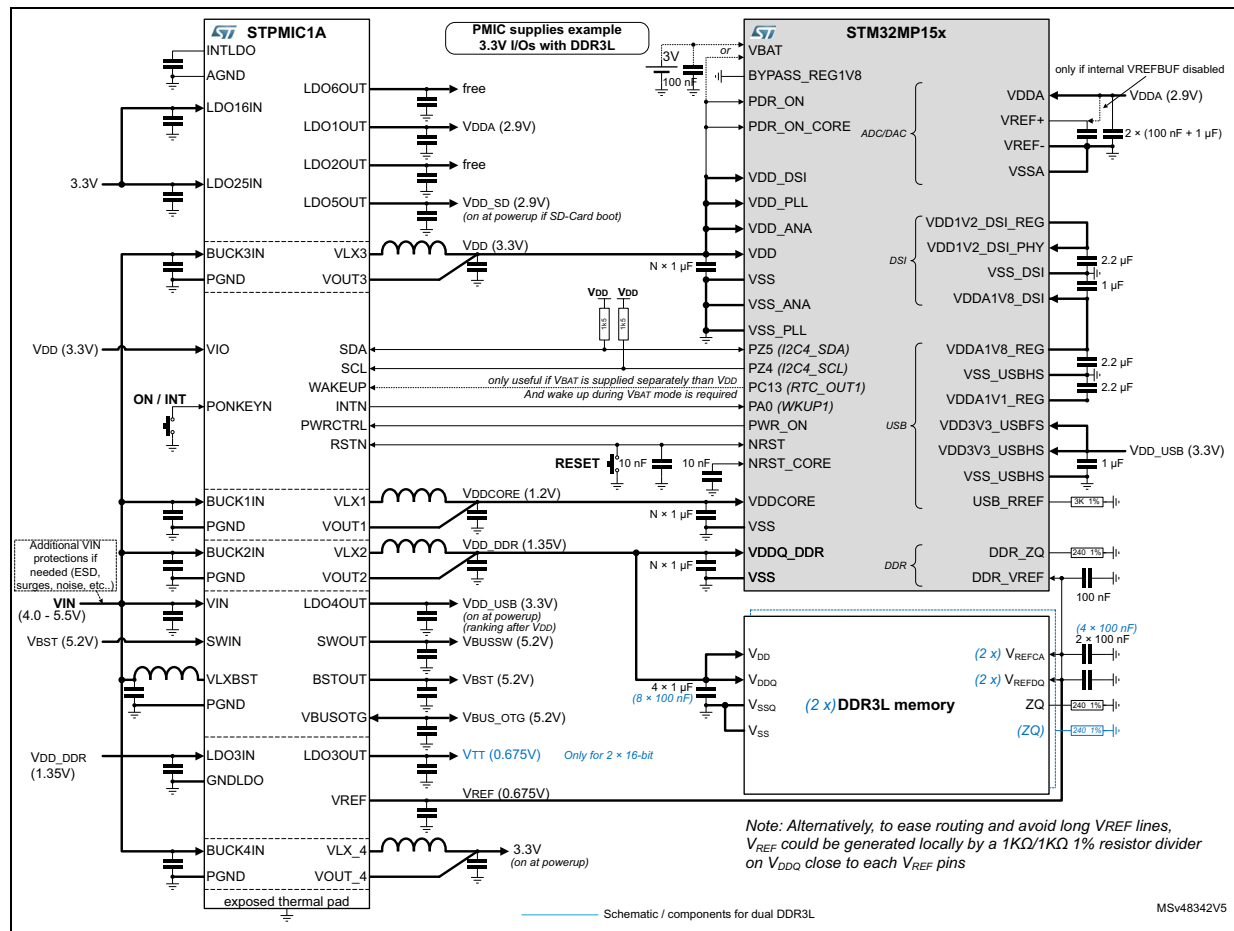 STPMIC1A
INTLDO
AGND
LDO16IN
3.3V
LDO25IN
BUCK3IN
PGND
VDD (3.3V)
VIO
ON / INT
PONKEYN
BUCK1IN
PGND
BUCK2IN
PGND
Additional VIN
protections if
needed (ESD,
surges, noise, etc..)
VIN
(4.0 - 5.5V)
VIN
VBST (5.2V)
SWIN
VLXBST
PGND
VDD_DDR
(1.35V)
LDO3IN
GNDLDO
BUCK4IN
PGND
exposed thermal pad
LDO6OUT
free
LDO1OUT
VDDA (2.9V)
LDO2OUT
free
LDO5OUT
VDD_SD (2.9V)
(on at powerup if SD-Card boot)
VLX3
VDD (3.3V)
VOUT3
SDA
SCL
WAKEUP
INTN
PWRCTRL
RSTN
VLX1
VDDCORE (1.2V)
VOUT1
VLX2
VDD_DDR (1.35V)
VOUT2
LDO4OUT
VDD_USB (3.3V)
(on at powerup)
(ranking after VDD)
SWOUT
VBUSSW (5.2V)
BSTOUT
VBST (5.2V)
VBUSOTG
VBUS_OTG (5.2V)
LDO3OUT
VTT (0.675V)
Only for 2 × 16-bit
VREF
VREF (0.675V)
VLX_4
3.3V
(on at powerup)
VOUT_4
PMIC supplies example
3.3V I/Os with DDR3L
VDD
VDD
1k5
1k5
only useful if VBAT is supplied separately than VDD
And wake up during VBAT mode is required
RESET
10 nF
10 nF
N × 1 µF
N × 1 µF
N × 1 µF
3V
100 nF
or
STM32MP15x
VBAT
BYPASS_REG1V8
PDR_ON
PDR_ON_CORE
VDD_DSI
VDD_PLL
VDD_ANA
VDD
VSS
VSS_ANA
VSS_PLL
PZ5 (I2C4_SDA)
PZ4 (I2C4_SCL)
PC13 (RTC_OUT1)
PA0 (WKUP1)
PWR_ON
NRST
NRST_CORE
VDDCORE
VSS
VDDQ_DDR
VSS
ADC/DAC
DSI
USB
DDR
only if internal VREFBUF disabled
VDDA
VDDA (2.9V)
VREF+
2 × (100 nF + 1 µF)
VREF-
VSSA
VDD1V2_DSI_REG
VDD1V2_DSI_PHY
2.2 µF
VSS_DSI
1 µF
VDDA1V8_DSI
VDDA1V8_REG
2.2 µF
VSS_USBHS
2.2 µF
VDDA1V1_REG
VDD3V3_USBFS
VDD3V3_USBHS
VDD_USB (3.3V)
1 µF
VSS_USBHS
USB_RREF
3K 1%
DDR_ZQ
240 1%
DDR_VREF
100 nF
(4 × 100 nF)
2 × 100 nF
VDD
VDDQ
4 × 1 µF
(8 × 100 nF)
VSSQ
VSS
(2 x) DDR3L memory
(2 x) VREFCA
(2 x) VREFDQ
ZQ
240 1%
(ZQ)
240 1%
Note: Alternatively, to ease routing and avoid long VREF lines,
VREF could be generated locally by a 1KΩ/1KΩ 1% resistor divider
on VDDQ close to each VREF pins
Schematic / components for dual DDR3L
MSv48342V5